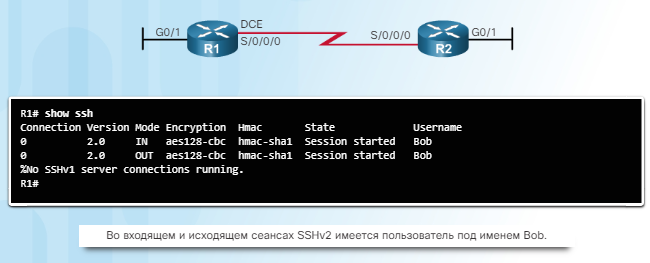 DCE
G0/1
S/0/0/0
R1
S/0/0/0
R2
G0/1
R1# show ssh
Connection Version Mode Encryption Hmac State Username
0 2.0 IN aes128-cbc hmac-sha1 Session started Bob
0 2.0 OUT aes128-cbc hmac-sha1 Session started Bob
%No SSHv1 server connections running.
R1#
Во входящем и исходящем сеансах SSHv2 имеется пользователь под именем Bob.